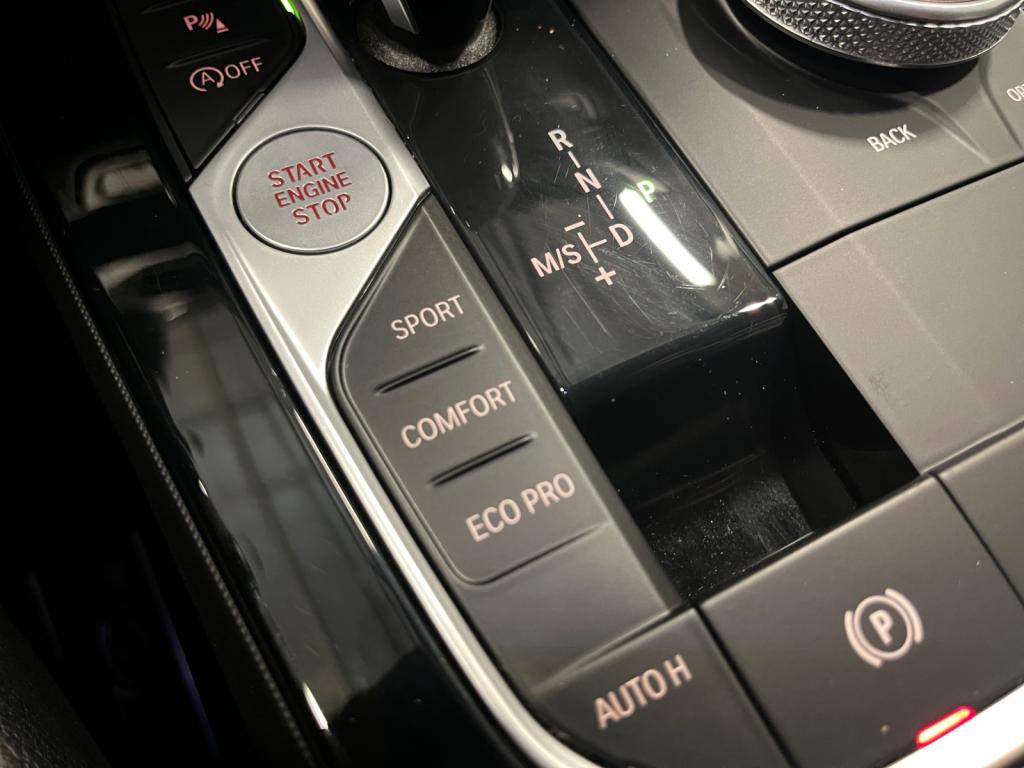 P
A OFF
START
ENGINE
STOP
R
N
P
D
M/S
-
+
BACK
SPORT
COMFORT
ECO PRO
AUTO H
P